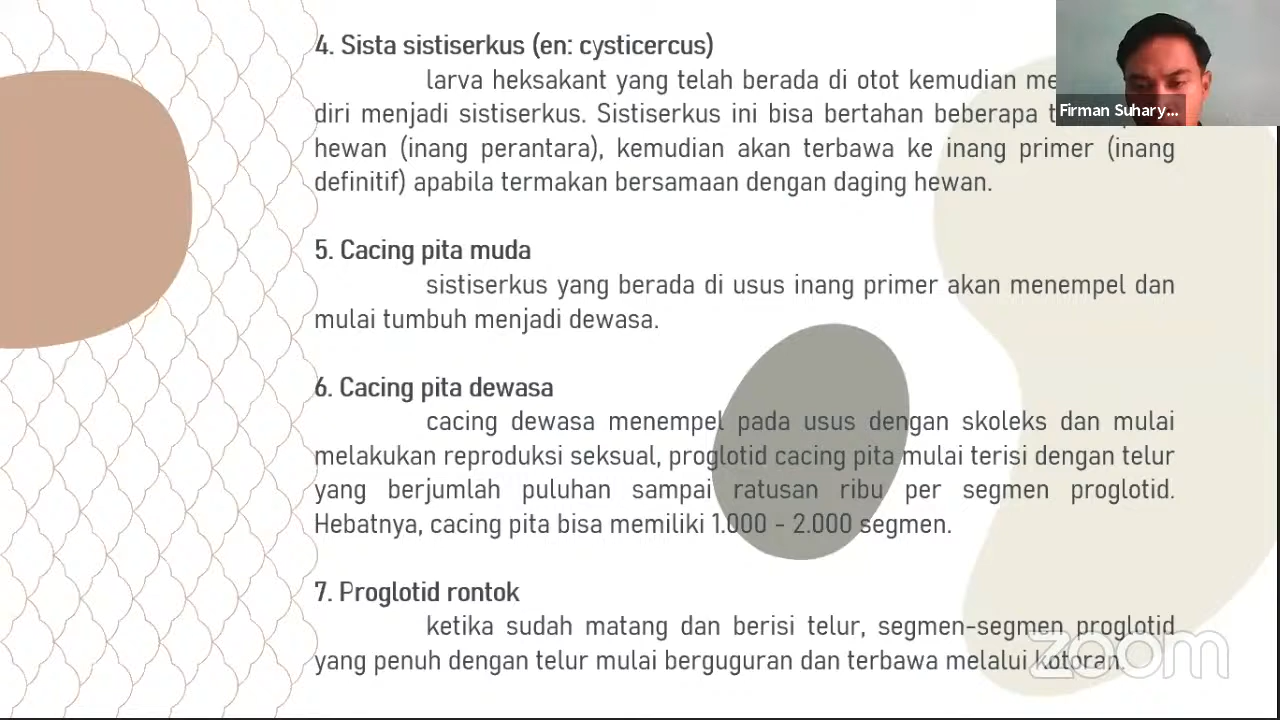 4. Sista sistiserkus (en: cysticercus)
larva heksakant yang telah berada di otot kemudian
diri menjadi sistiserkus. Sistiserkus ini bisa bertahan beberapa
hewan (inang perantara), kemudian akan terbawa ke inang primer (inang
definitif) apabila termakan bersamaan dengan daging hewan.
5. Cacing pita muda
sistiserkus yang berada di usus inang primer akan menempel dan
mulai tumbuh menjadi dewasa.
6. Cacing pita dewasa
cacing dewasa menempel pada usus dengan skoleks dan mulai
melakukan reproduksi seksual, proglotid cacing pita mulai terisi dengan telur
yang berjumlah puluhan sampai ratusan ribu per segmen proglotid.
Hebatnya, cacing pita bisa memiliki 1.000 - 2.000 segmen.
7. Proglotid rontok
ketika sudah matang dan berisi telur, segmen-segmen proglotid
yang penuh dengan telur mulai berguguran dan terbawa melalui kotoran.
Firman Suhary...
zoom